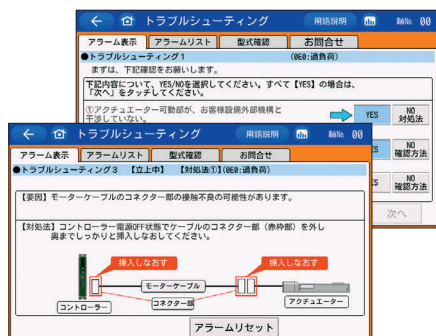 トラブルシューティング 用語説明 軸No. 00
アラーム表示 アラームリスト 型式確認 お問合せ
●トラブルシューティング1 (0E0:過負荷)
まずは、下記確認をお願いします。
下記内容について、YES/NOを選択してください。すべて【YES】の場合は、
「次へ」をタッチしてください。
①アクチュエーター可動部が、お客様設備外部機構と
干渉していない。
YES NO
対処法
NO
確認方法
NO
確認方法
次へ
トラブルシューティング 用語説明 軸No. 00
アラーム表示 アラームリスト 型式確認 お問合せ
●トラブルシューティング3 【立上中】 【対処法①】(0E0:過負荷)
【要因】モーターケーブルのコネクター部の接触不良の可能性があります。
【対処法】コントローラー電源OFF状態でケーブルのコネクター部（赤枠部）を外し
奥までしっかりと挿入しなおしてください。
挿入しなおす 挿入しなおす
モーターケーブル
コネクター部
コントローラー アクチュエーター
アラームリセット